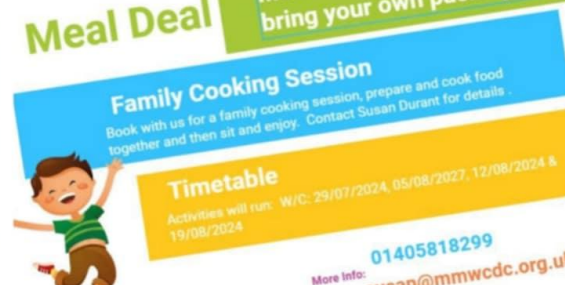 Meal Deal
bring your own
Family Cooking Session
Book with us for a family cooking session, prepare and cook food
together and then sit and enjoy. Contact Susan Durant for details .
Timetable
Activities will run: W/C: 29/07/2024, 05/08/2027, 12/08/2024 &
19/08/2024
01405818299
More Info:
@mmwcdc.org.u